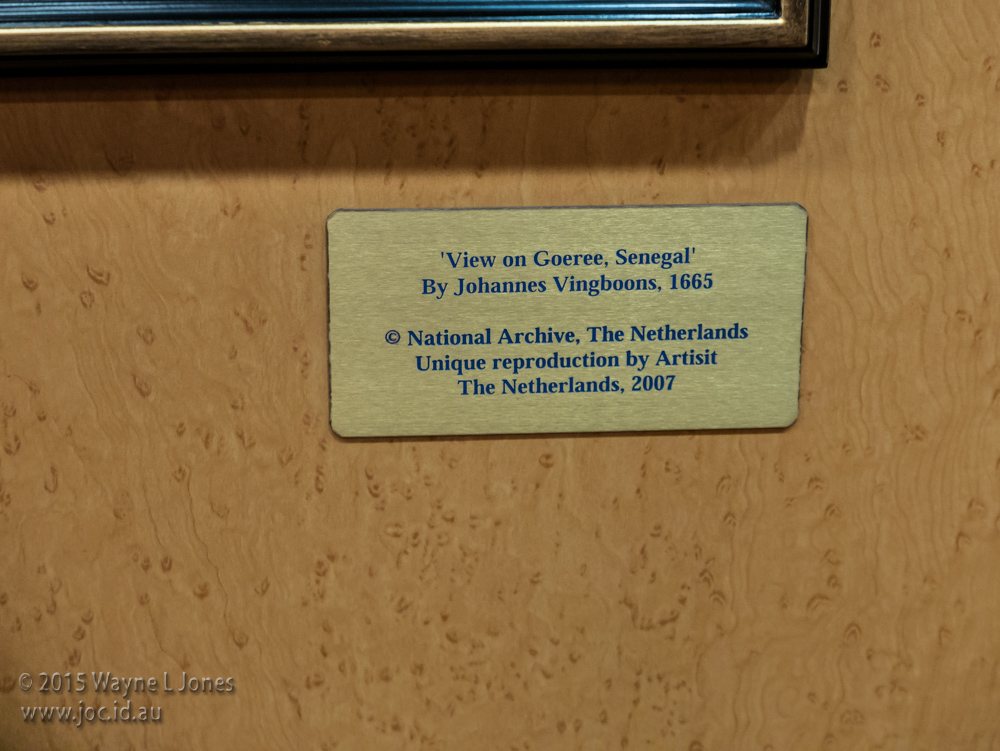 'View on Goeree, Senegal'
By Johannes Vingboons, 1665
© National Archive, The Netherlands
Unique reproduction by Artisit
The Netherlands, 2007
© 2015 Wayne L Jones
www.joc.id.au